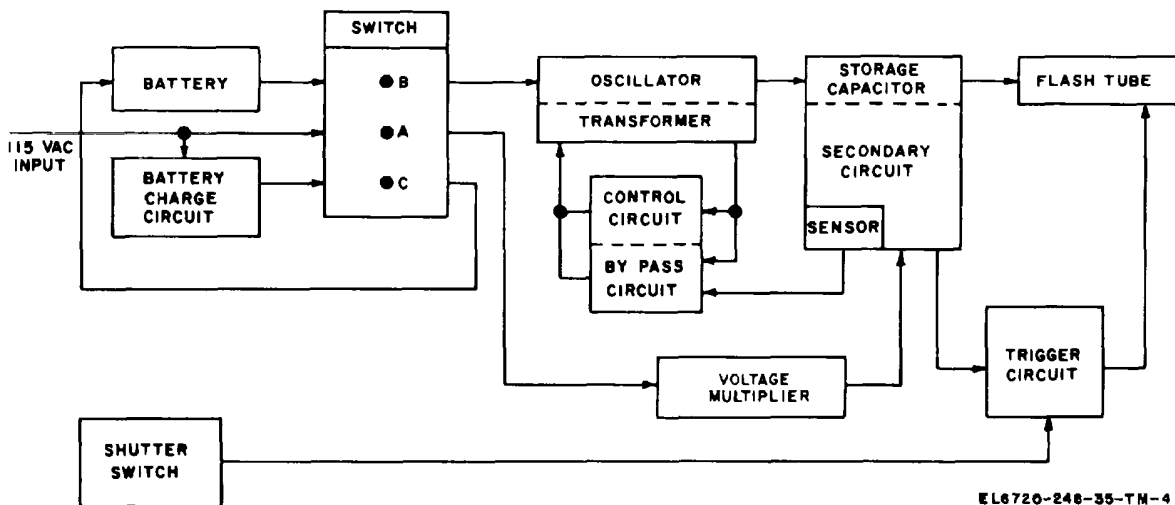 SWITCH
BATTERY
B
OSCILLATOR
TRANSFORMER
STORAGE
CAPACITOR
FLASH TUBE
115 VAC
INPUT
A
BATTERY
CHARGE
CIRCUIT
C
CONTROL
CIRCUIT
BY PASS
CIRCUIT
SECONDARY
CIRCUIT
SENSOR
VOLTAGE
MULTIPLIER
TRIGGER
CIRCUIT
SHUTTER
SWITCH
EL6720-246-35-TM-4